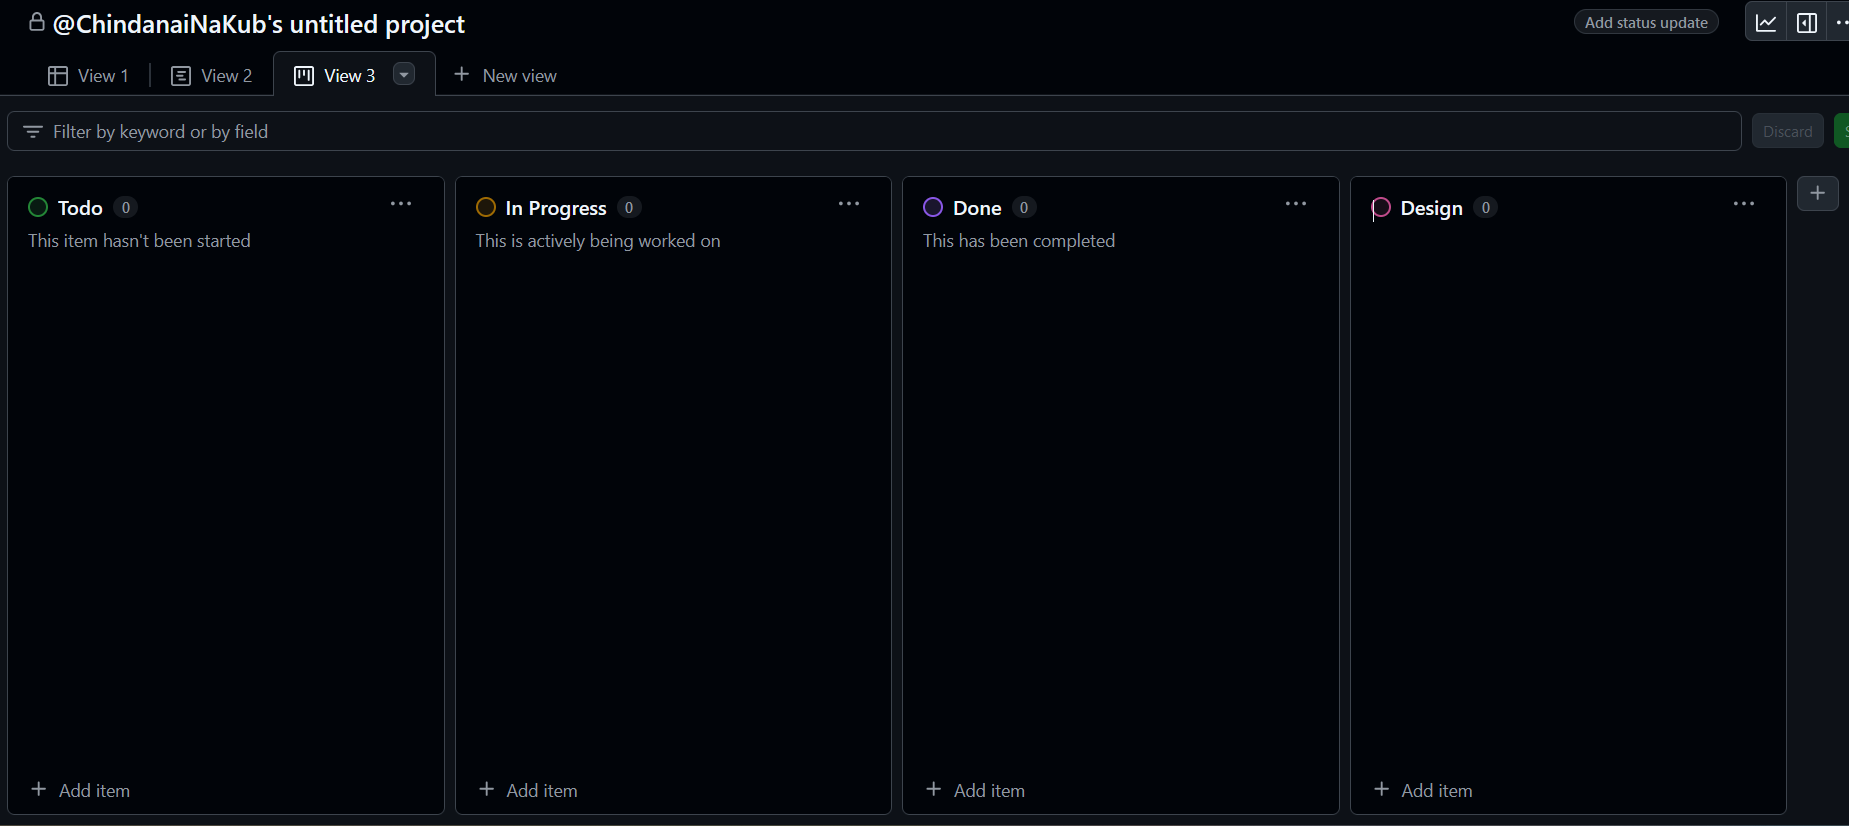 @ChindanaiNaKub's untitled project
Add status update
View 1
View 2
View 3
New view
Filter by keyword or by field
Discard
Todo 0
This item hasn't been started
In Progress 0
This is actively being worked on
Done 0
This has been completed
Design 0
Add item
Add item
Add item
Add item